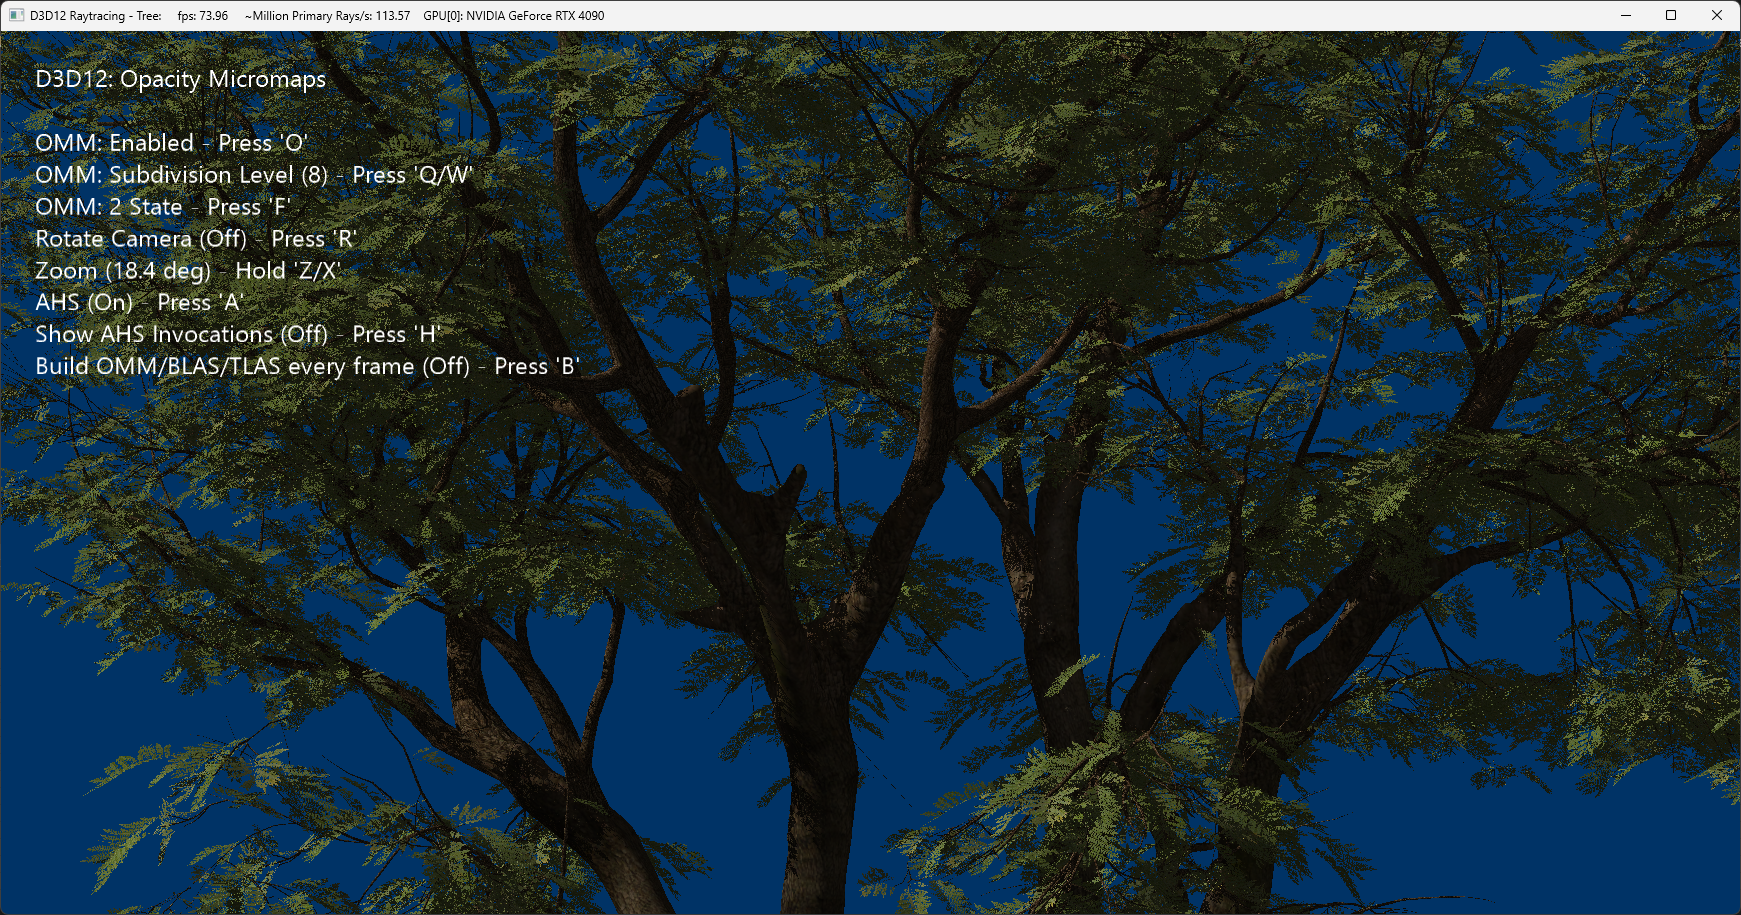 D3D12 Raytracing - Tree: fps: 73.96 ~Million Primary Rays/s: 113.57 GPU[0]: NVIDIA GeForce RTX 4090
D3D12: Opacity Micromaps
OMM: Enabled - Press 'O'
OMM: Subdivision Level (8) - Press 'Q/W'
OMM: 2 State - Press 'F'
Rotate Camera (Off) - Press 'R'
Zoom (18.4 deg) - Hold 'Z/X'
AHS (On) - Press 'A'
Show AHS Invocations (Off) - Press 'H'
Build OMM/BLAS/TLAS every frame (Off) - Press 'B'